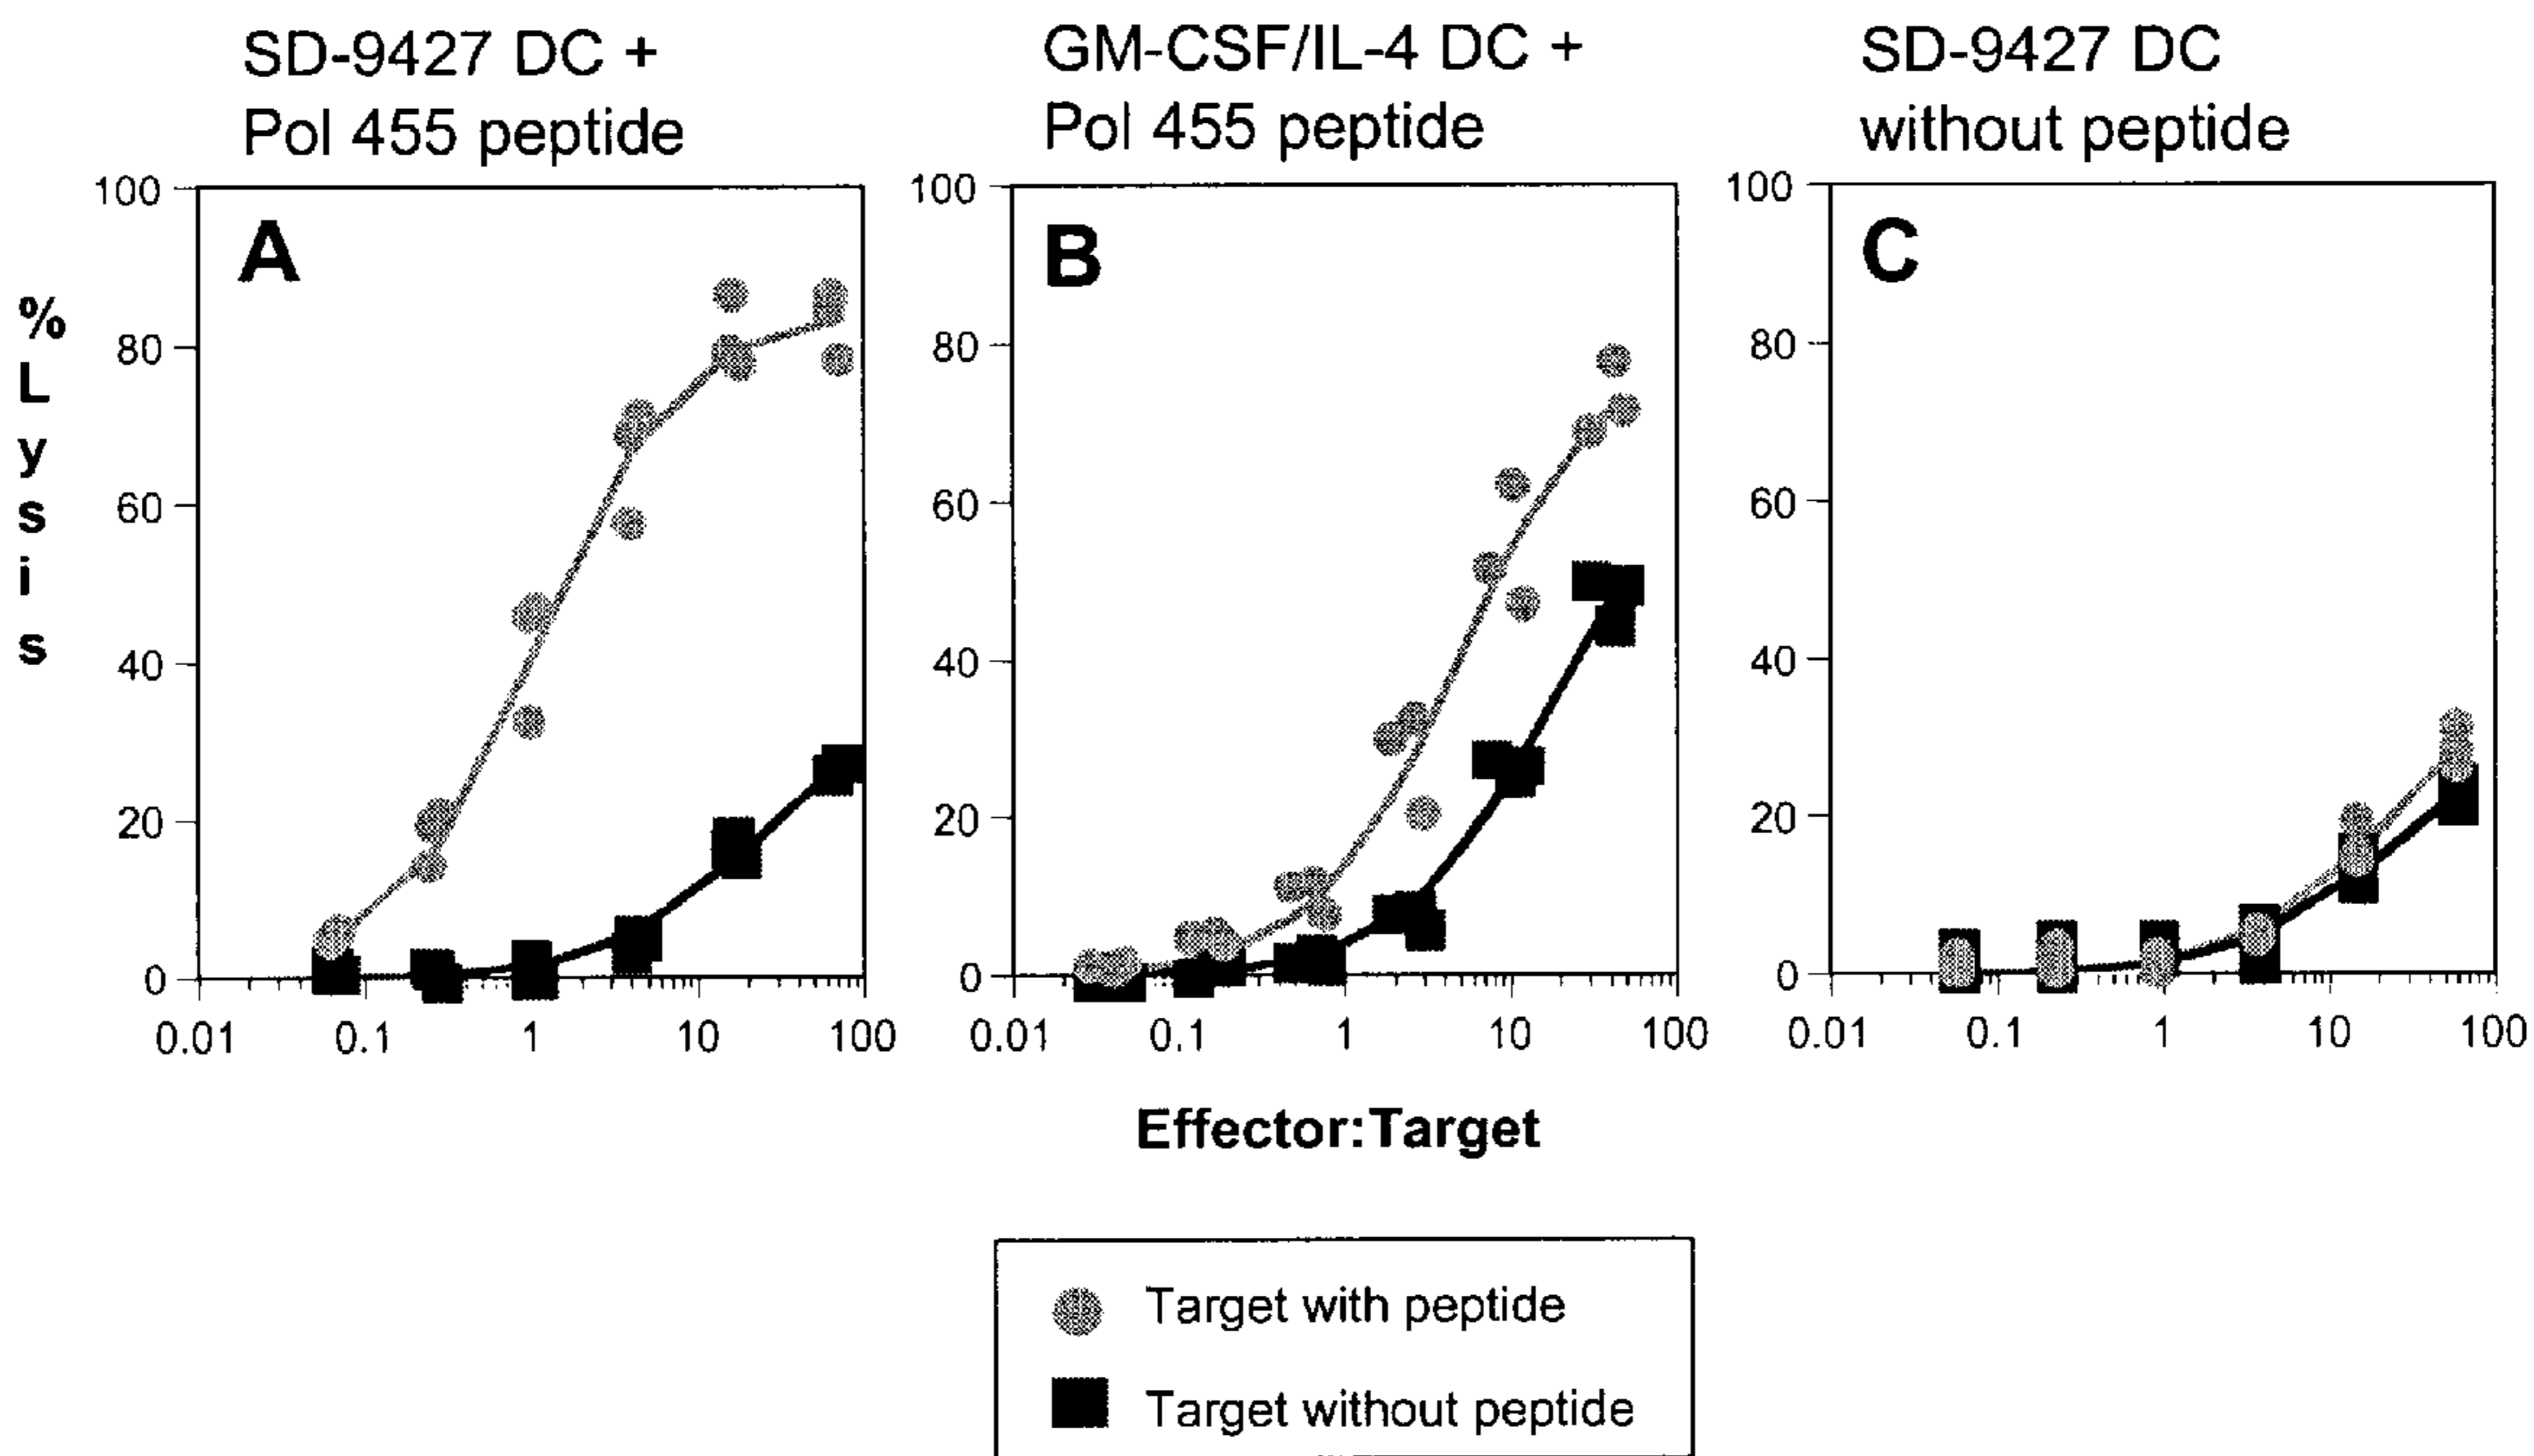 SD-9427 DC +
Pol 455 peptide
GM-CSF/IL-4 DC +
Pol 455 peptide
SD-9427 DC
without peptide
% Lysis
A
100
80
60
40
20
0
0.01 0.1 1 10 100
B
100
80
60
40
20
0
0.01 0.1 1 10 100
C
100
80
60
40
20
0
0.01 0.1 1 10 100
Effector:Target
Target with peptide
Target without peptide